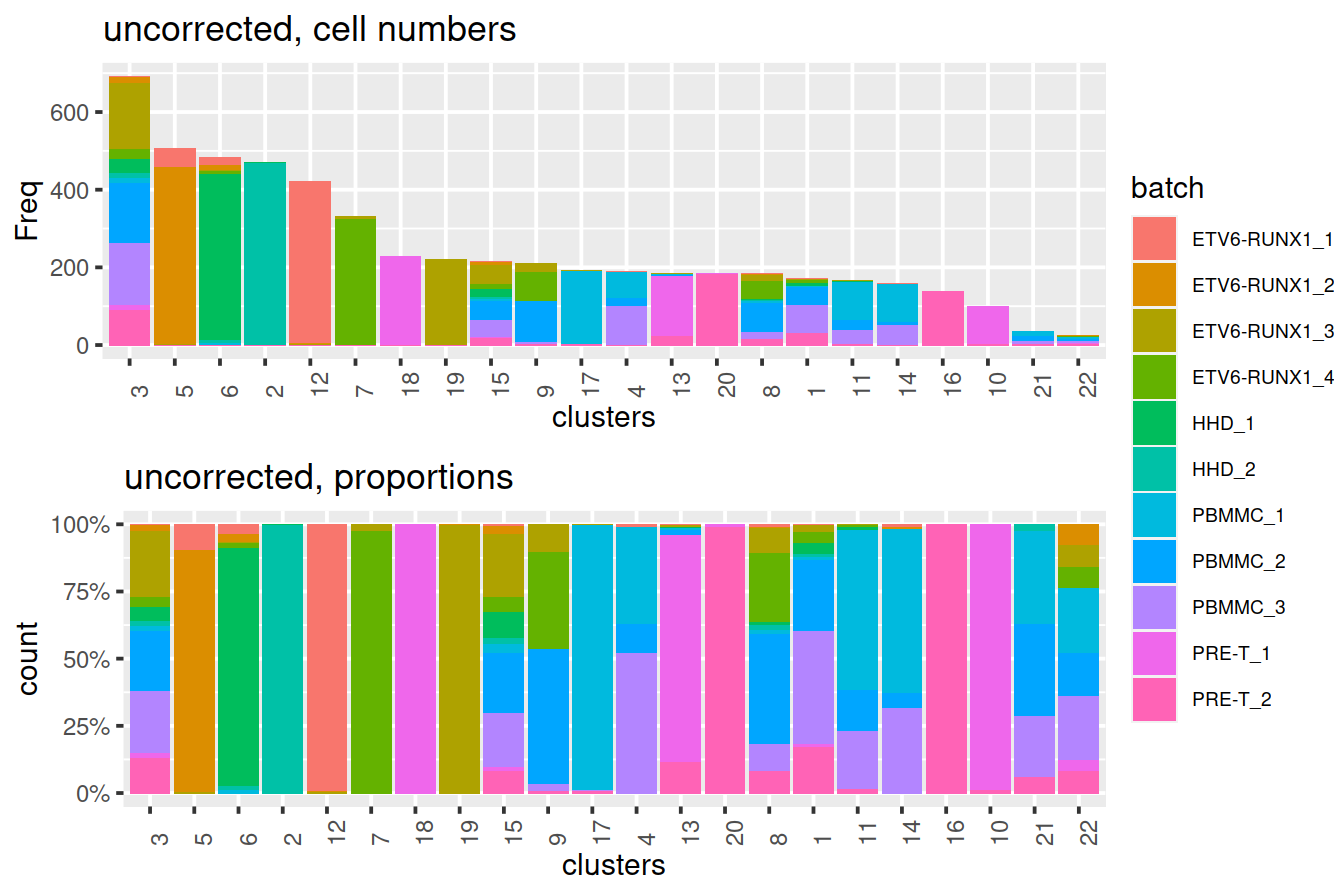 uncorrected, cell numbers
Freq
600
400
200
0
3 5 6 2 12 7 18 19 15 9 17 4 13 20 8 1 11 14 16 10 21 22
clusters
uncorrected, proportions
count
100%
75%
50%
25%
0%
3 5 6 2 12 7 18 19 15 9 17 4 13 20 8 1 11 14 16 10 21 22
clusters
batch
ETV6-RUNX1_1
ETV6-RUNX1_2
ETV6-RUNX1_3
ETV6-RUNX1_4
HHD_1
HHD_2
PBMMC_1
PBMMC_2
PBMMC_3
PRE-T_1
PRE-T_2